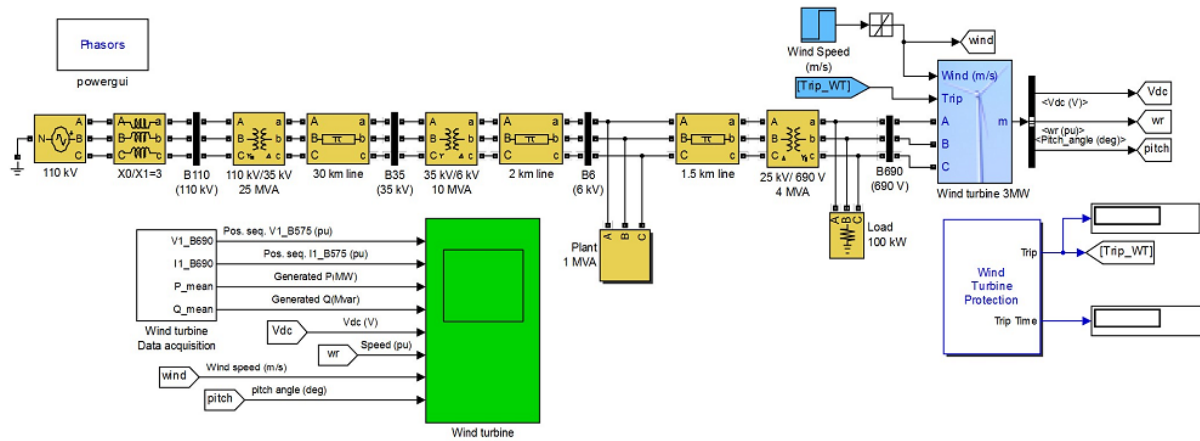 Phasors
powergui
Wind Speed
(m/s)
wind
[Trip_WT]
Wind (m/s)
Trip
A
B
C
m
Wind turbine 3MW
<Vdc (V)>
<wr (pu)>
<Pitch_angle (deg)>
Vdc
wr
pitch
N
A
B
C
110 kV
A a
B b
C c
X0/X1=3
B110
(110 kV)
A a
B b
C c
110 kV/35 kV
25 MVA
A a
B b
C c
30 km line
B35
(35 kV)
A a
B b
C c
35 kV/6 kV
10 MVA
A a
B b
C c
2 km line
B6
(6 kV)
A a
B b
C c
1.5 km line
A a
B b
C c
25 kV/ 690 V
4 MVA
B690
(690 V)
A B C
Plant
1 MVA
A B C
Load
100 kW
V1_B690
I1_B690
P_mean
Q_mean
Wind turbine
Data acquisition
Pos. seq. V1_B575 (pu)
Pos. seq. I1_B575 (pu)
Generated P(MW)
Generated Q(Mvar)
Vdc
Vdc (V)
wr
Speed (pu)
wind
Wind speed (m/s)
pitch
pitch angle (deg)
Wind turbine
Wind
Turbine
Protection
Trip
Trip Time
[Trip_WT]